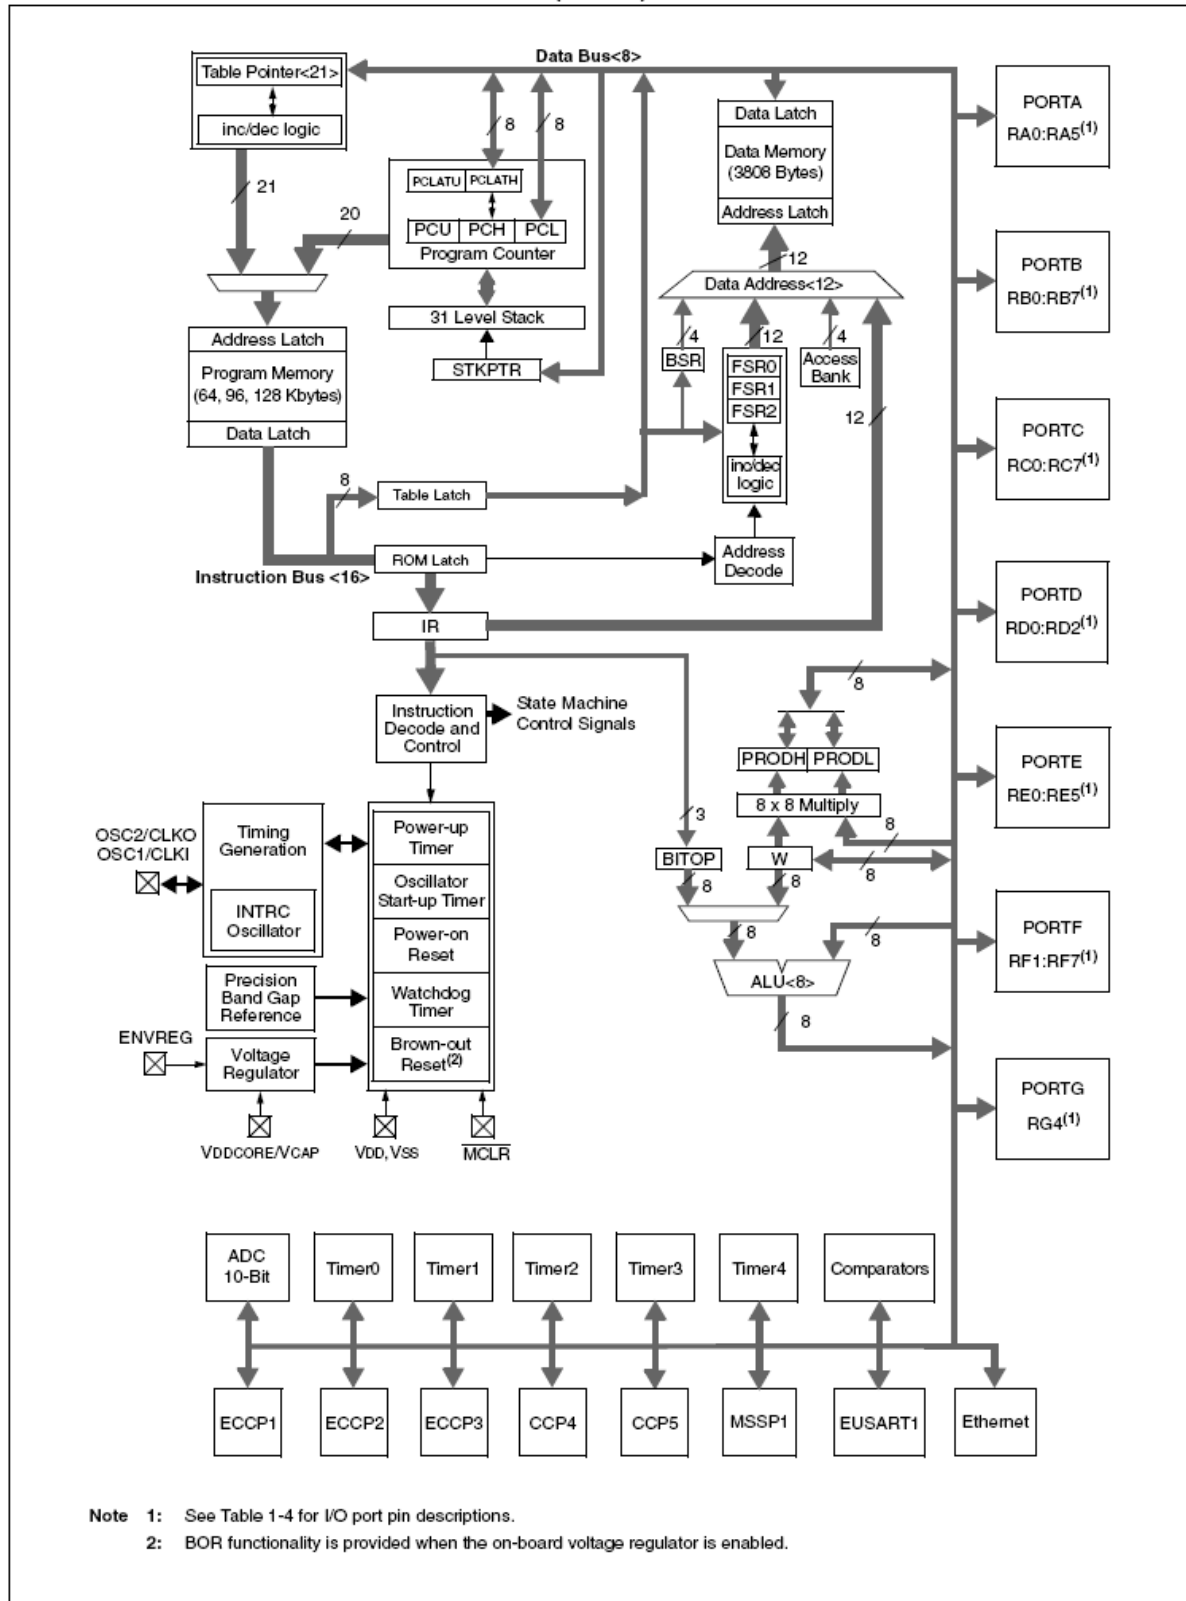 Data Bus<8>
Table Pointer<21>
inc/dec logic
21
20
8
8
PCLATU PCLATH
PCU PCH PCL
Program Counter
31 Level Stack
STKPTR
Address Latch
Program Memory
(64, 96, 128 Kbytes)
Data Latch
8
Table Latch
ROM Latch
Instruction Bus <16>
IR
Data Latch
Data Memory
(3808 Bytes)
Address Latch
12
Data Address<12>
4
12
4
BSR
FSR0
FSR1
FSR2
Access
Bank
12
inc/dec
logic
Address
Decode
Instruction
Decode and
Control
State Machine
Control Signals
8
PRODH PRODL
8 x 8 Multiply
3
8
BITOP
W
8
8
8
8
8
ALU<8>
8
OSC2/CLKO
OSC1/CLKI
Timing
Generation
INTRC
Oscillator
Power-up
Timer
Oscillator
Start-up Timer
Power-on
Reset
Watchdog
Timer
Brown-out
Reset(2)
Precision
Band Gap
Reference
ENVREG
Voltage
Regulator
VDDCORE/VCAP
VDD, VSS
MCLR
PORTA
RA0:RA5(1)
PORTB
RB0:RB7(1)
PORTC
RC0:RC7(1)
PORTD
RD0:RD2(1)
PORTE
RE0:RE5(1)
PORTF
RF1:RF7(1)
PORTG
RG4(1)
ADC
10-Bit
Timer0
Timer1
Timer2
Timer3
Timer4
Comparators
ECCP1
ECCP2
ECCP3
CCP4
CCP5
MSSP1
EUSART1
Ethernet
Note 1: See Table 1-4 for I/O port pin descriptions.
2: BOR functionality is provided when the on-board voltage regulator is enabled.